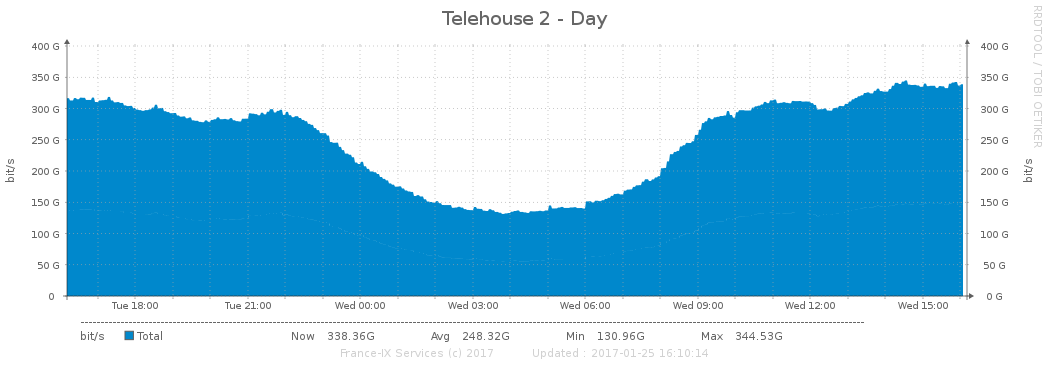 Telehouse 2 - Day
RRDTOOL / TOBI OETIKER
400 G 400 G
350 G 350 G
300 G 300 G
250 G 250 G
200 G 200 G
150 G 150 G
100 G 100 G
50 G 50 G
0 0 G
bit/s bit/s
Tue 18:00 Tue 21:00 Wed 00:00 Wed 03:00 Wed 06:00 Wed 09:00 Wed 12:00 Wed 15:00
bit/s Total Now 338.36G Avg 248.32G Min 130.96G Max 344.53G
France-IX Services (c) 2017 Updated : 2017-01-25 16:10:14